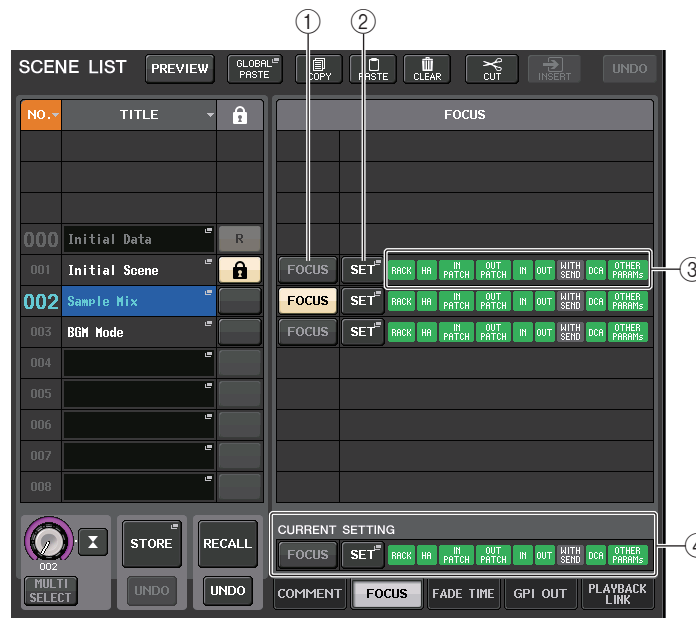 ① ②
SCENE LIST PREVIEW GLOBAL PASTE COPY PASTE CLEAR CUT INSERT UNDO
NO. TITLE FOCUS
000 Initial Data R
001 Initial Scene FOCUS SET RACK HA IN PATCH OUT PATCH IN OUT WITH SEND DCA OTHER PARAMs ③
002 Sample Mix FOCUS SET RACK HA IN PATCH OUT PATCH IN OUT WITH SEND DCA OTHER PARAMs
003 BGM Mode FOCUS SET RACK HA IN PATCH OUT PATCH IN OUT WITH SEND DCA OTHER PARAMs
004
005
006
007
008
CURRENT SETTING
STORE RECALL FOCUS SET RACK HA IN PATCH OUT PATCH IN OUT WITH SEND DCA OTHER PARAMs ④
002
MULTI SELECT UNDO UNDO COMMENT FOCUS FADE TIME GPI OUT PLAYBACK LINK